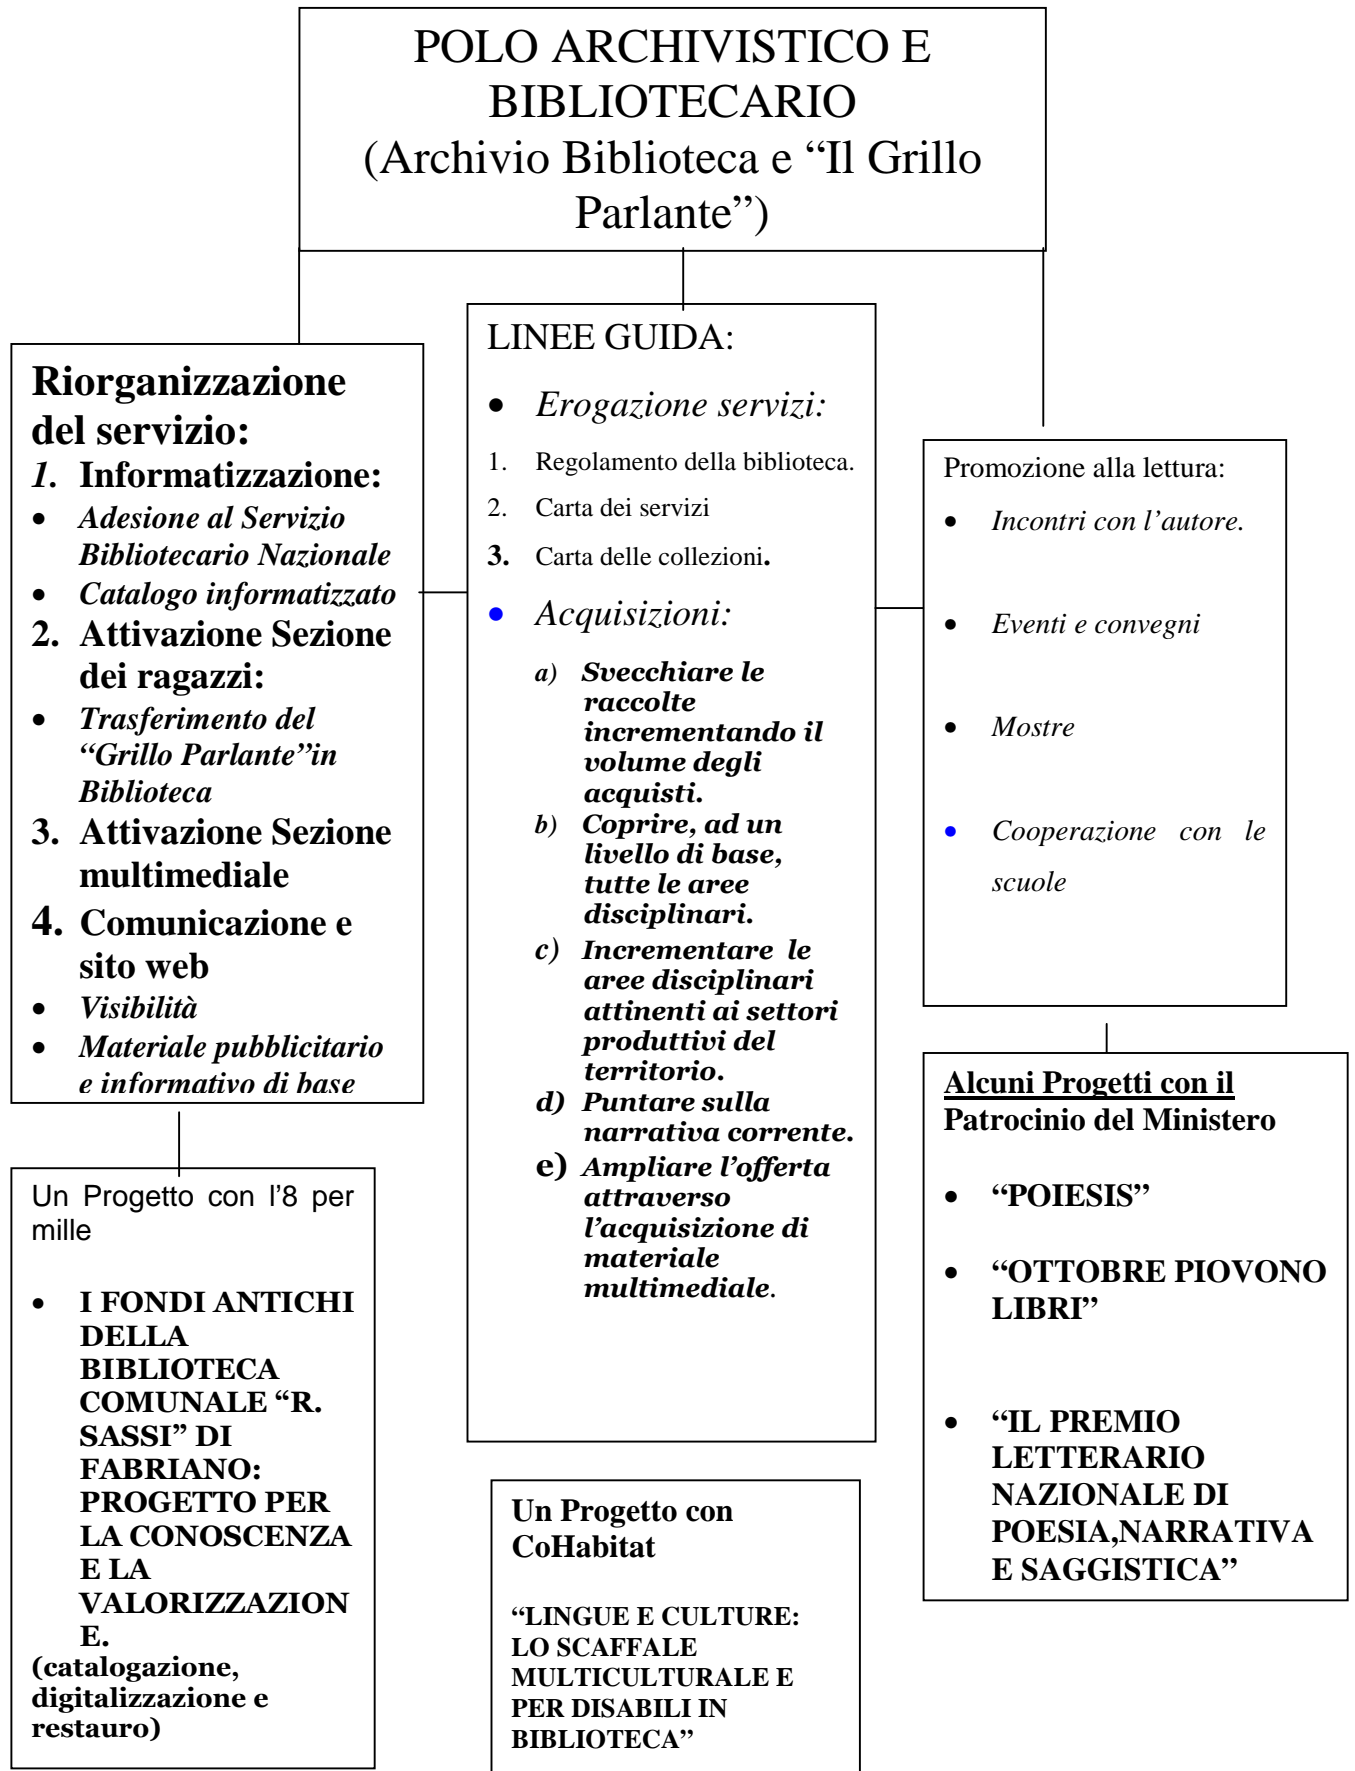 POLO ARCHIVISTICO E
BIBLIOTECARIO
(Archivio Biblioteca e “Il Grillo
Parlante”)
Riorganizzazione
del servizio:
1. Informatizzazione:
• Adesione al Servizio
Bibliotecario Nazionale
• Catalogo informatizzato
2. Attivazione Sezione
dei ragazzi:
• Trasferimento del
“Grillo Parlante”in
Biblioteca
3. Attivazione Sezione
multimediale
4. Comunicazione e
sito web
• Visibilità
• Materiale pubblicitario
e informativo di base
LINEE GUIDA:
• Erogazione servizi:
1. Regolamento della biblioteca.
2. Carta dei servizi
3. Carta delle collezioni.
• Acquisizioni:
a) Svecchiare le
raccolte
incrementando il
volume degli
acquisti.
b) Coprire, ad un
livello di base,
tutte le aree
disciplinari.
c) Incrementare le
aree disciplinari
attinenti ai settori
produttivi del
territorio.
d) Puntare sulla
narrativa corrente.
e) Ampliare l’offerta
attraverso
l’acquisizione di
materiale
multimediale.
Promozione alla lettura:
• Incontri con l’autore.
• Eventi e convegni
• Mostre
• Cooperazione con le
scuole
Un Progetto con l’8 per
mille
• I FONDI ANTICHI
DELLA
BIBLIOTECA
COMUNALE “R.
SASSI” DI
FABRIANO:
PROGETTO PER
LA CONOSCENZA
E LA
VALORIZZAZION
E.
(catalogazione,
digitalizzazione e
restauro)
Un Progetto con
CoHabitat
“LINGUE E CULTURE:
LO SCAFFALE
MULTICULTURALE E
PER DISABILI IN
BIBLIOTECA”
Alcuni Progetti con il
Patrocinio del Ministero
• “POIESIS”
• “OTTOBRE PIOVONO
LIBRI”
• “IL PREMIO
LETTERARIO
NAZIONALE DI
POESIA,NARRATIVA
E SAGGISTICA”